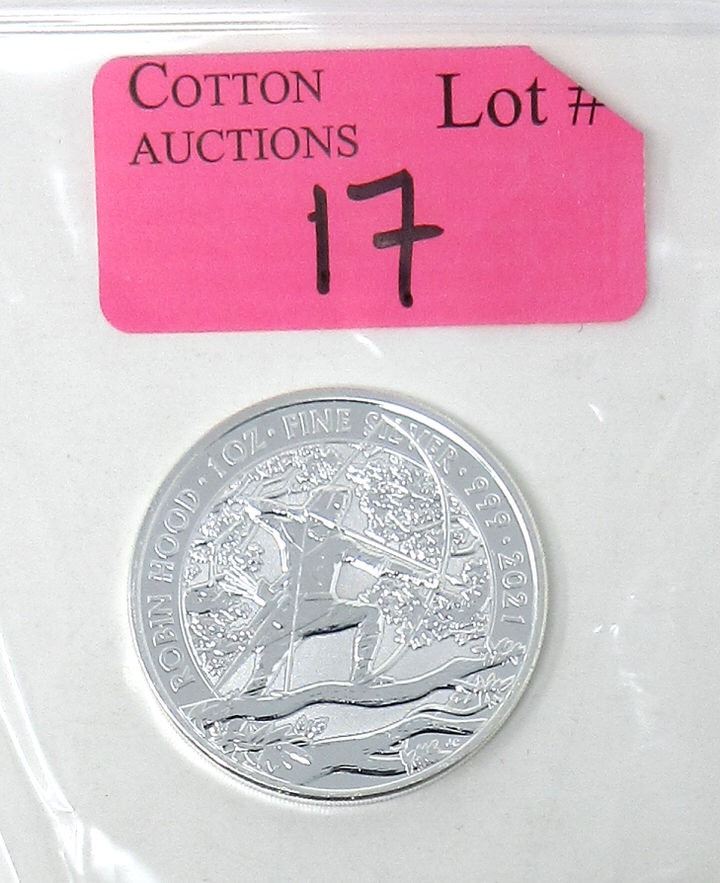 COTTON
AUCTIONS
Lot #
17
ROBIN HOOD · 1 OZ · FINE SILVER · 999 · 2021